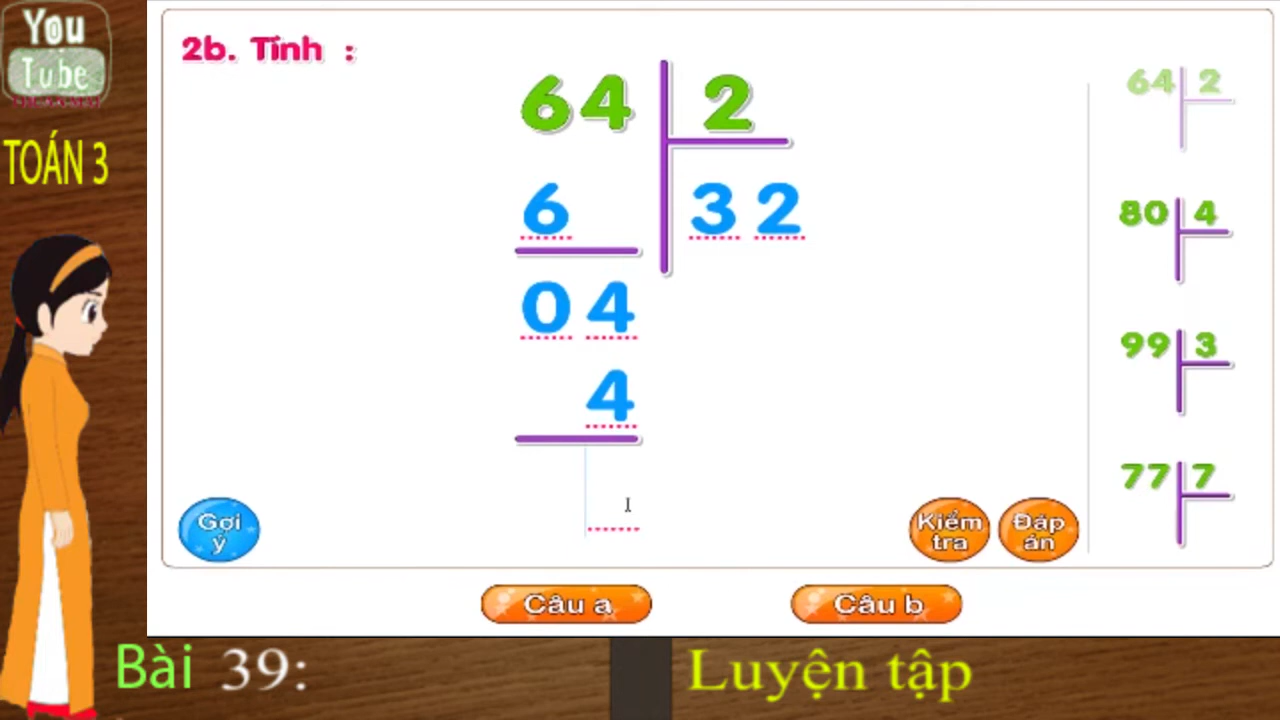 You
Tube
TOÁN 3
2b. Tính :
64 2
6 32
04
4
64 2
80 4
99 3
77 7
Gợi
ý
Kiểm
tra
Đáp
án
Câu a
Câu b
Bài 39:
Luyện tập